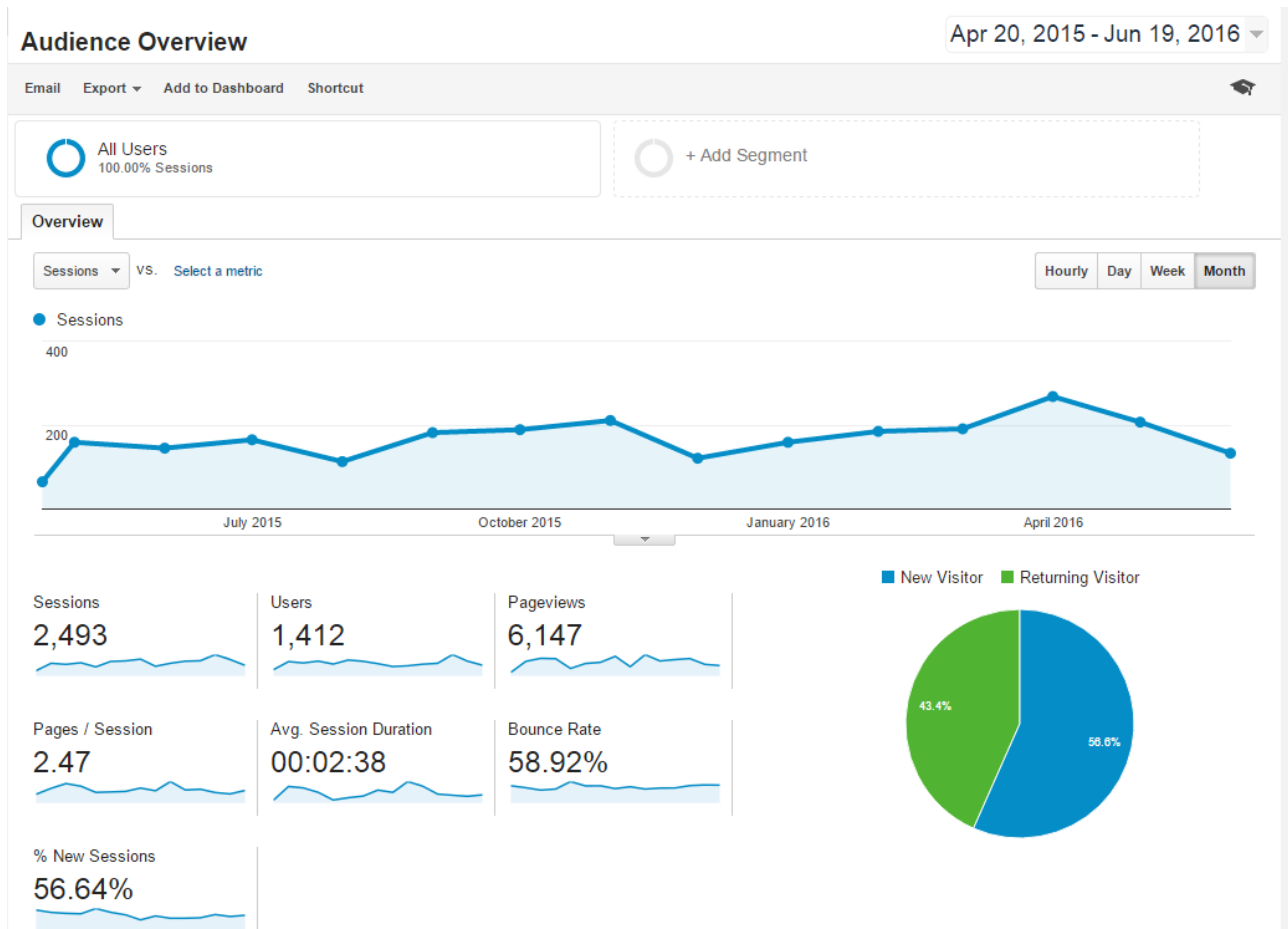 Audience Overview
Apr 20, 2015 - Jun 19, 2016
Email Export Add to Dashboard Shortcut
All Users
100.00% Sessions
+ Add Segment
Overview
Sessions VS. Select a metric
Hourly Day Week Month
Sessions
400
200
July 2015 October 2015 January 2016 April 2016
New Visitor Returning Visitor
Sessions
2,493
Users
1,412
Pageviews
6,147
43.4%
56.6%
Pages / Session
2.47
Avg. Session Duration
00:02:38
Bounce Rate
58.92%
% New Sessions
56.64%